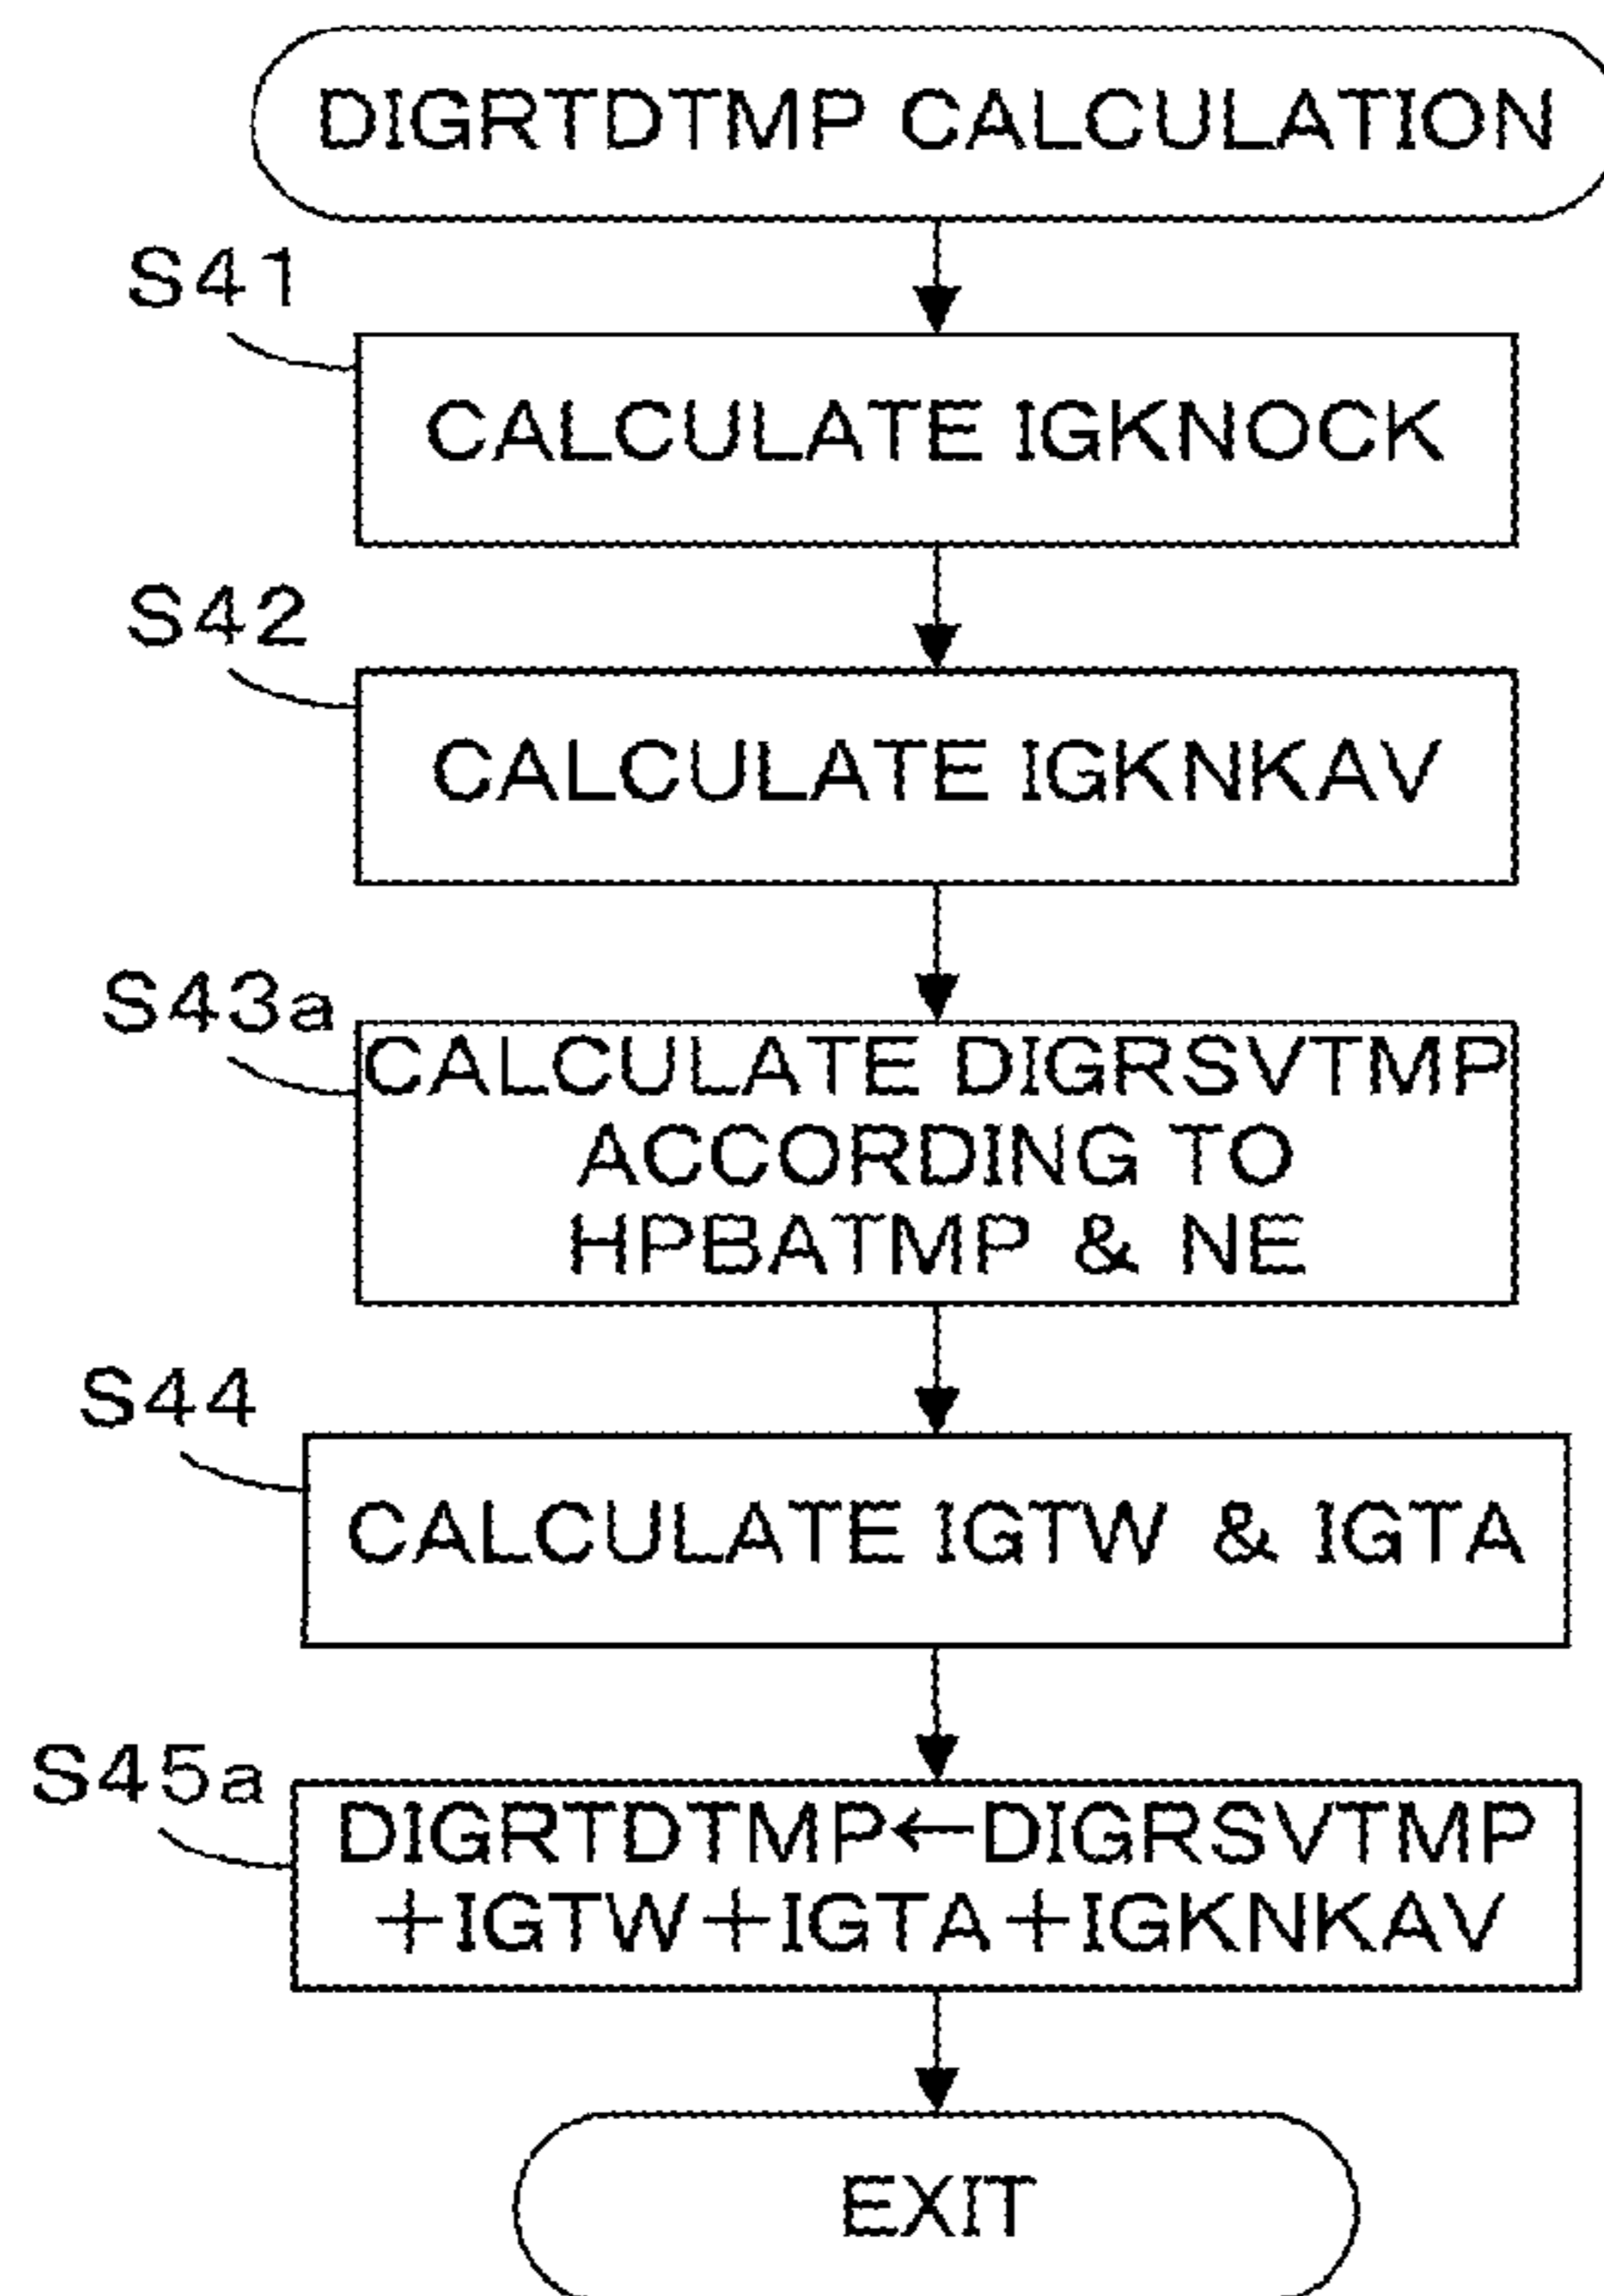 DIGRTDTMP CALCULATION
S41
CALCULATE IGKNOCK
S42
CALCULATE IGKNKAV
S43a
CALCULATE DIGRSVTMP
ACCORDING TO
HPBATMP & NE
S44
CALCULATE IGTW & IGTA
S45a
DIGRTDTMP←DIGRSVTMP
+IGTW+IGTA+IGKNKAV
EXIT